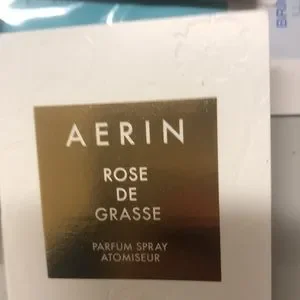 AERIN
ROSE
DE
GRASSE
PARFUM SPRAY
ATOMISEUR